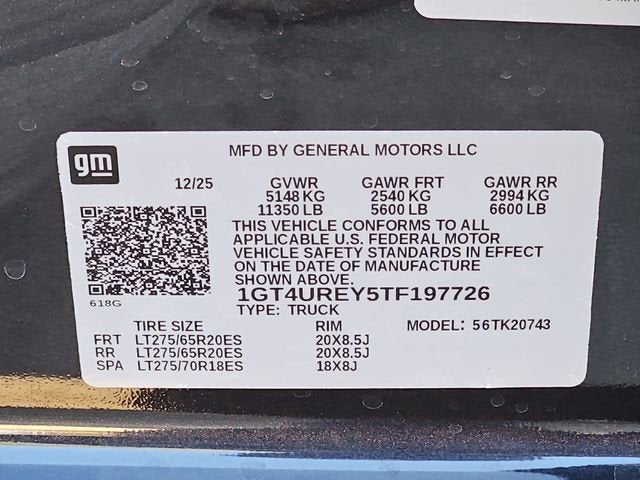 gm
MFD BY GENERAL MOTORS LLC
12/25 GVWR GAWR FRT GAWR RR
5148 KG 2540 KG 2994 KG
11350 LB 5600 LB 6600 LB
THIS VEHICLE CONFORMS TO ALL
APPLICABLE U.S. FEDERAL MOTOR
VEHICLE SAFETY STANDARDS IN EFFECT
ON THE DATE OF MANUFACTURE
SHOWN ABOVE.
618G
1GT4UREY5TF197726
TYPE: TRUCK
TIRE SIZE RIM MODEL: 56TK20743
FRT LT275/65R20ES 20X8.5J
RR LT275/65R20ES 20X8.5J
SPA LT275/70R18ES 18X8J